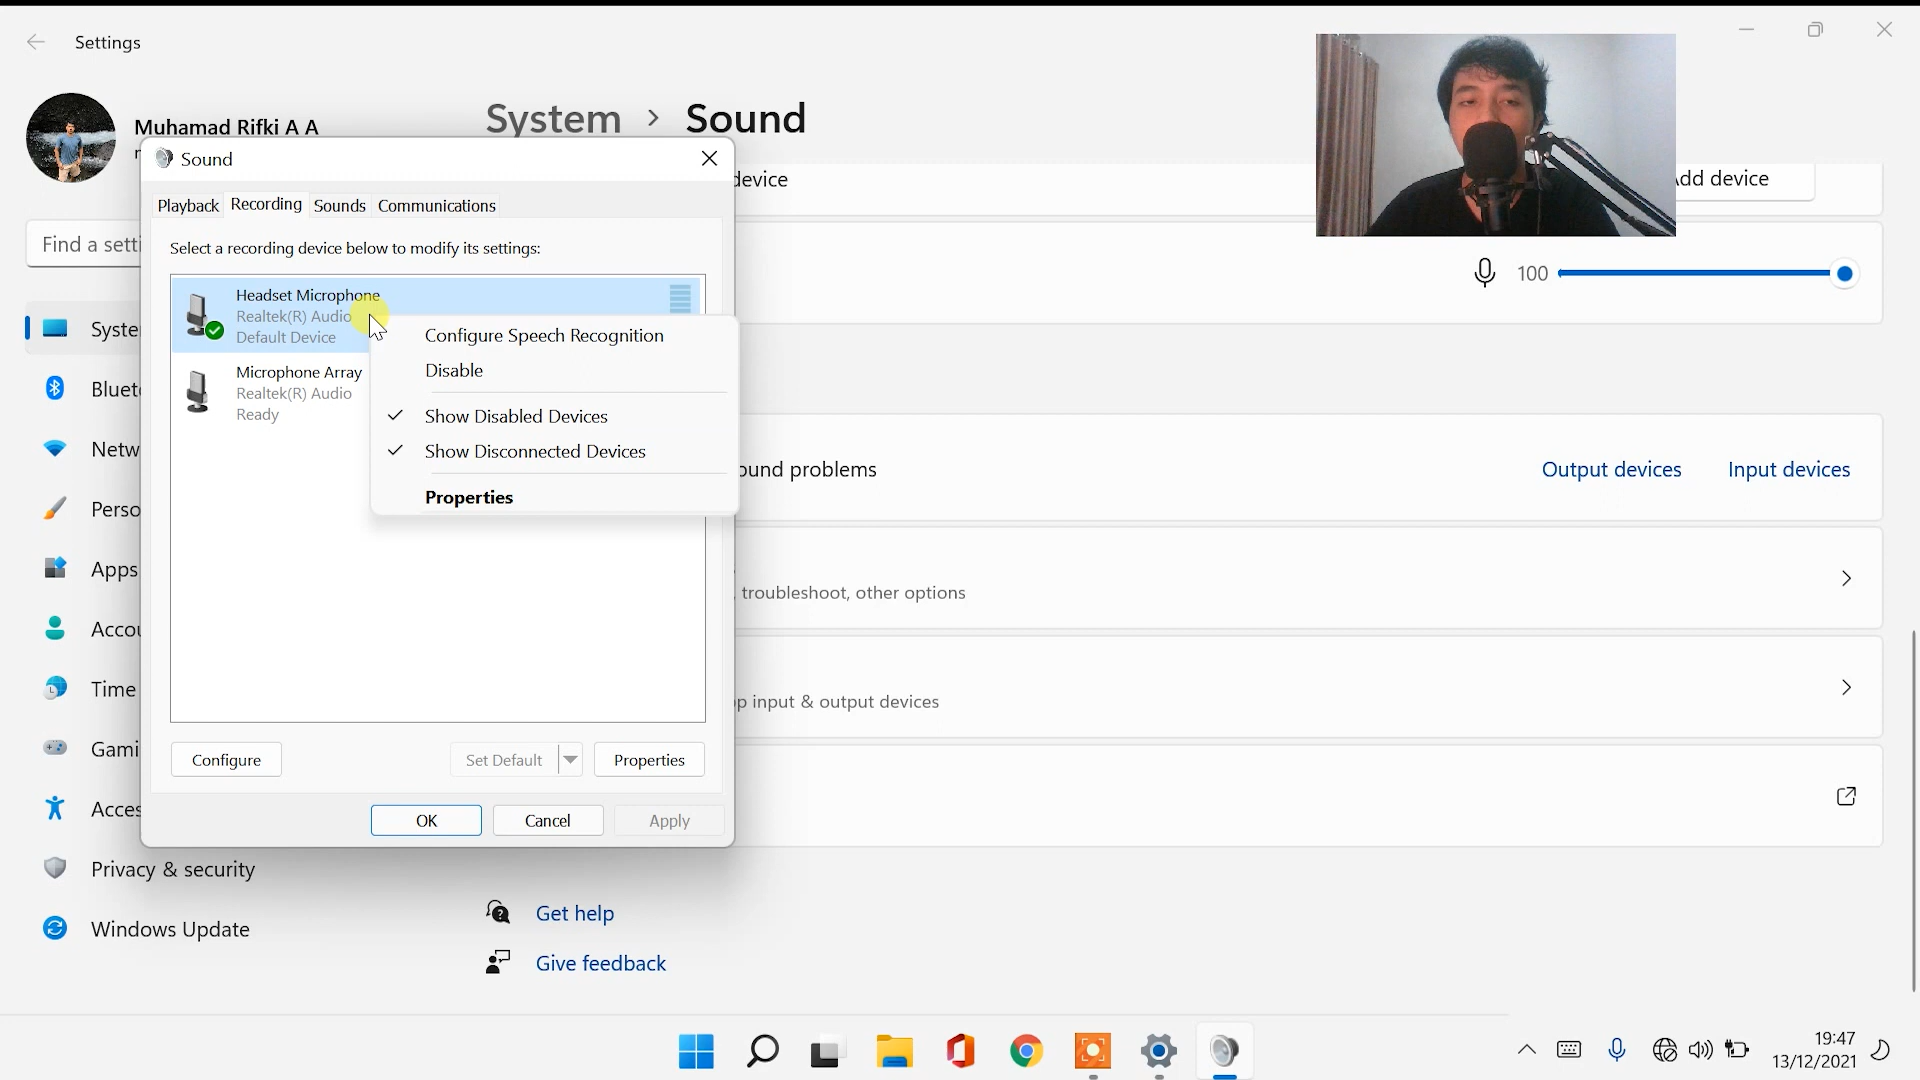 Settings
Muhamad Rifki A A
System > Sound
Sound
Playback Recording Sounds Communications
Select a recording device below to modify its settings:
Headset Microphone
Realtek(R) Audio
Default Device
Microphone Array
Realtek(R) Audio
Ready
Configure Speech Recognition
Disable
Show Disabled Devices
Show Disconnected Devices
Properties
Configure
Set Default
Properties
OK
Cancel
Apply
Find a setti
Syste
Bluet
Netw
Perso
Apps
Accou
Time
Gami
Acces
Privacy & security
Windows Update
device
dd device
100
und problems
Output devices
Input devices
, troubleshoot, other options
p input & output devices
Get help
Give feedback
19:47
13/12/2021